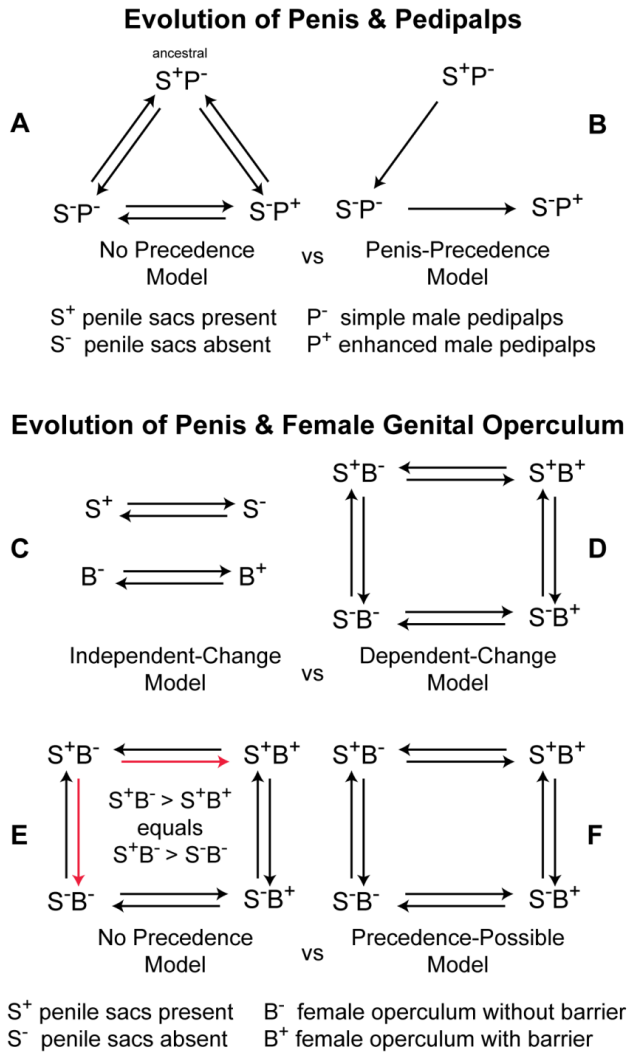 Evolution of Penis & Pedipalps
ancestral
S⁺P⁻ S⁺P⁻
A B
S⁻P⁻ S⁻P⁺ S⁻P⁻ S⁻P⁺
No Precedence Model vs Penis-Precedence Model
S⁺ penile sacs present P⁻ simple male pedipalps
S⁻ penile sacs absent P⁺ enhanced male pedipalps
Evolution of Penis & Female Genital Operculum
S⁺B⁻ S⁺B⁺
S⁺ S⁻
C D
B⁻ B⁺
S⁻B⁻ S⁻B⁺
Independent-Change Model vs Dependent-Change Model
S⁺B⁻ S⁺B⁺ S⁺B⁻ S⁺B⁺
S⁺B⁻ > S⁺B⁺
E equals F
S⁺B⁻ > S⁻B⁻
S⁻B⁻ S⁻B⁺ S⁻B⁻ S⁻B⁺
No Precedence Model vs Precedence-Possible Model
S⁺ penile sacs present B⁻ female operculum without barrier
S⁻ penile sacs absent B⁺ female operculum with barrier